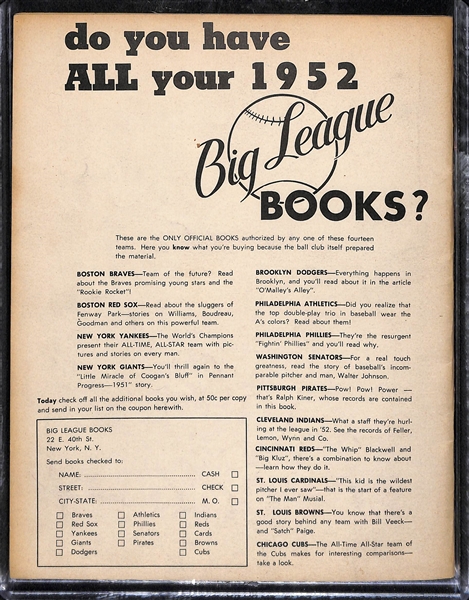 do you have
ALL your 1952
Big League
BOOKS?
These are the ONLY OFFICIAL BOOKS authorized by any one of these fourteen
teams. Here you know what you're buying because the ball club itself prepared
the material.
BOSTON BRAVES—Team of the future? Read
about the Braves promising young stars and the
"Rookie Rocket"!
BOSTON RED SOX—Read about the sluggers of
Fenway Park—stories on Williams, Boudreau,
Goodman and others on this powerful team.
NEW YORK YANKEES—The World's Champions
present their ALL-TIME, ALL-STAR team with pic-
tures and stories on every man.
NEW YORK GIANTS—You'll thrill again to the
"Little Miracle of Coogan's Bluff" in Pennant
Progress—1951" story.
Today check off all the additional books you wish, at 50c per copy
and send in your list on the coupon herewith.
BIG LEAGUE BOOKS
22 E. 40th St.
New York, N. Y.
Send books checked to:
NAME: CASH
STREET: CHECK
CITY-STATE: M. O.
Braves Athletics Indians
Red Sox Phillies Reds
Yankees Senators Cards
Giants Pirates Browns
Dodgers Cubs
BROOKLYN DODGERS—Everything happens in
Brooklyn, and you'll read about it in the article
"O'Malley's Alley".
PHILADELPHIA ATHLETICS—Did you realize that
the top double-play trio in baseball wear the
A's colors? Read about them!
PHILADELPHIA PHILLIES—They're the resurgent
"Fightin' Phillies" and you'll read why.
WASHINGTON SENATORS—For a real touch
greatness, read the story of baseball's incom-
parable pitcher and man, Walter Johnson.
PITTSBURGH PIRATES—Pow! Pow! Power —
that's Ralph Kiner, whose records are contained
in this book.
CLEVELAND INDIANS—What a staff they're hurl-
ing at the league in '52. See the records of Feller,
Lemon, Wynn and Co.
CINCINNATI REDS—"The Whip" Blackwell and
"Big Kluz", there's a combination to know about
—learn how they do it.
ST. LOUIS CARDINALS—"This kid is the wildest
pitcher I ever saw"—that is the start of a feature
on "The Man" Musial.
ST. LOUIS BROWNS—You know that there's a
good story behind any team with Bill Veeck—
and "Satch" Paige.
CHICAGO CUBS—The All-Time All-Star team of
the Cubs makes for interesting comparisons—
take a look.